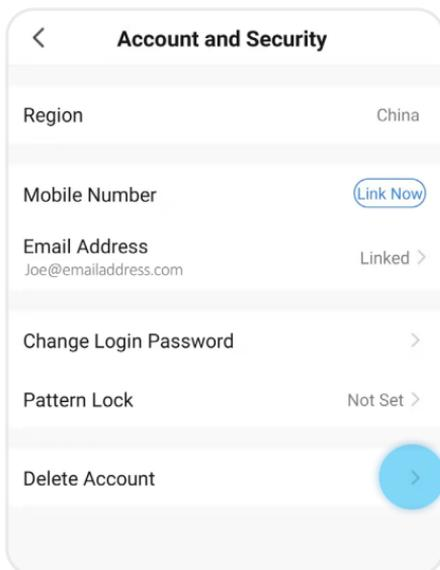 Account and Security
Region China
Mobile Number Link Now
Email Address
Joe@emailaddress.com Linked
Change Login Password
Pattern Lock Not Set
Delete Account